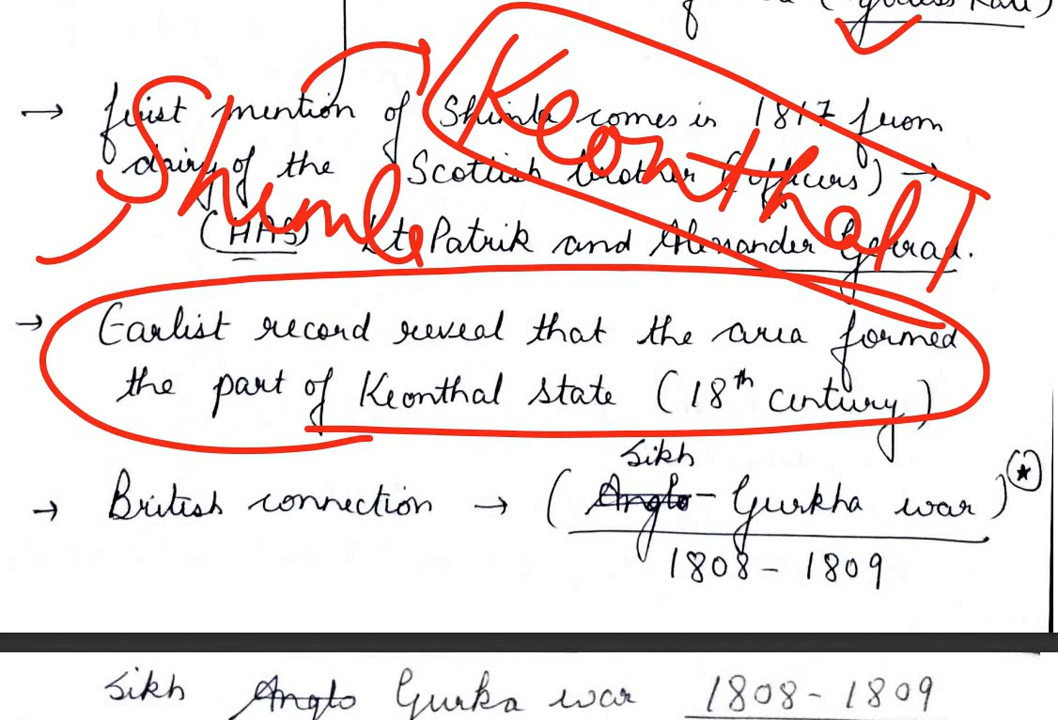 → first mention of Shimla comes in 1817 from
dairy of the Scottish brother (officers) →
(HAS) Lt Patrik and Alexander Gerrad.
Shimla
Keonthal
→ Earlist record reveal that the area formed
the part of Keonthal state (18th century)
Sikh
→ British connection → (Anglo - Gurkha war)
1808 - 1809
Sikh Anglo Gurka war 1808 - 1809